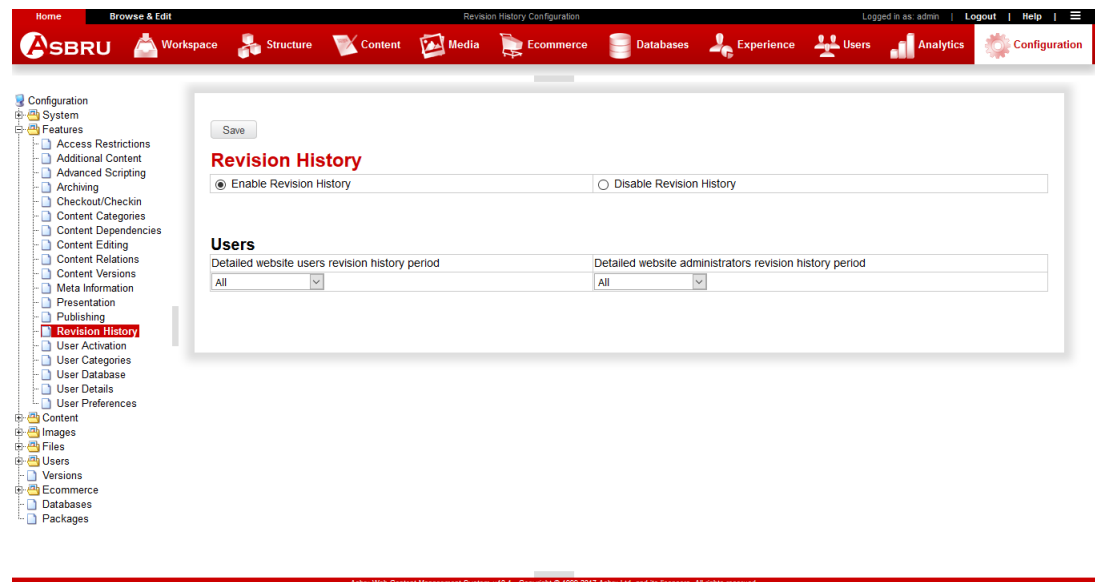 Home Browse & Edit Revision History Configuration Logged in as: admin | Logout | Help |
ASBRU Workspace Structure Content Media Ecommerce Databases Experience Users Analytics Configuration
Configuration
System
Features
Access Restrictions
Additional Content
Advanced Scripting
Archiving
Checkout/Checkin
Content Categories
Content Dependencies
Content Editing
Content Relations
Content Versions
Meta Information
Presentation
Publishing
Revision History
User Activation
User Categories
User Database
User Details
User Preferences
Content
Images
Files
Users
Versions
Ecommerce
Databases
Packages
Save
Revision History
Enable Revision History Disable Revision History
Users
Detailed website users revision history period Detailed website administrators revision history period
All All